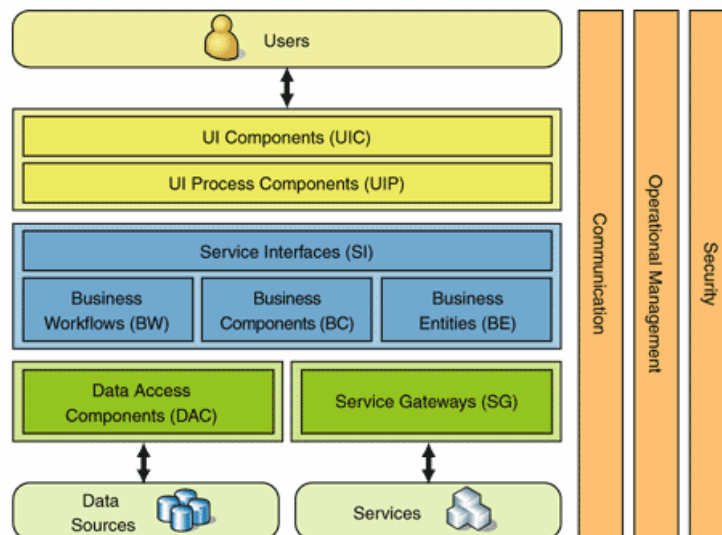 Users
UI Components (UIC)
UI Process Components (UIP)
Service Interfaces (SI)
Business
Workflows (BW)
Business
Components (BC)
Business
Entities (BE)
Data Access
Components (DAC)
Service Gateways (SG)
Data
Sources
Services
Communication
Operational Management
Security